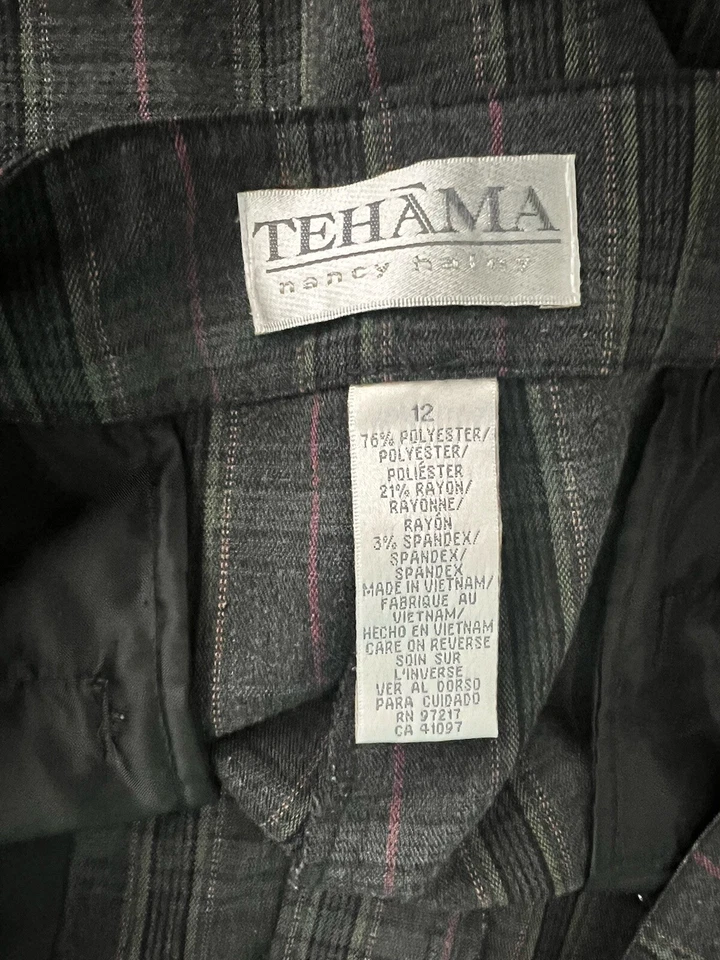 TEHĀMA
nancy haley
12
76% POLYESTER/
POLYESTER/
POLIÉSTER
21% RAYON/
RAYONNE/
RAYÓN
3% SPANDEX/
SPANDEX/
SPANDEX
MADE IN VIETNAM/
FABRIQUE AU
VIETNAM/
HECHO EN VIETNAM
CARE ON REVERSE
SOIN SUR
L'INVERSE
VER AL DORSO
PARA CUIDADO
RN 97217
CA 41097